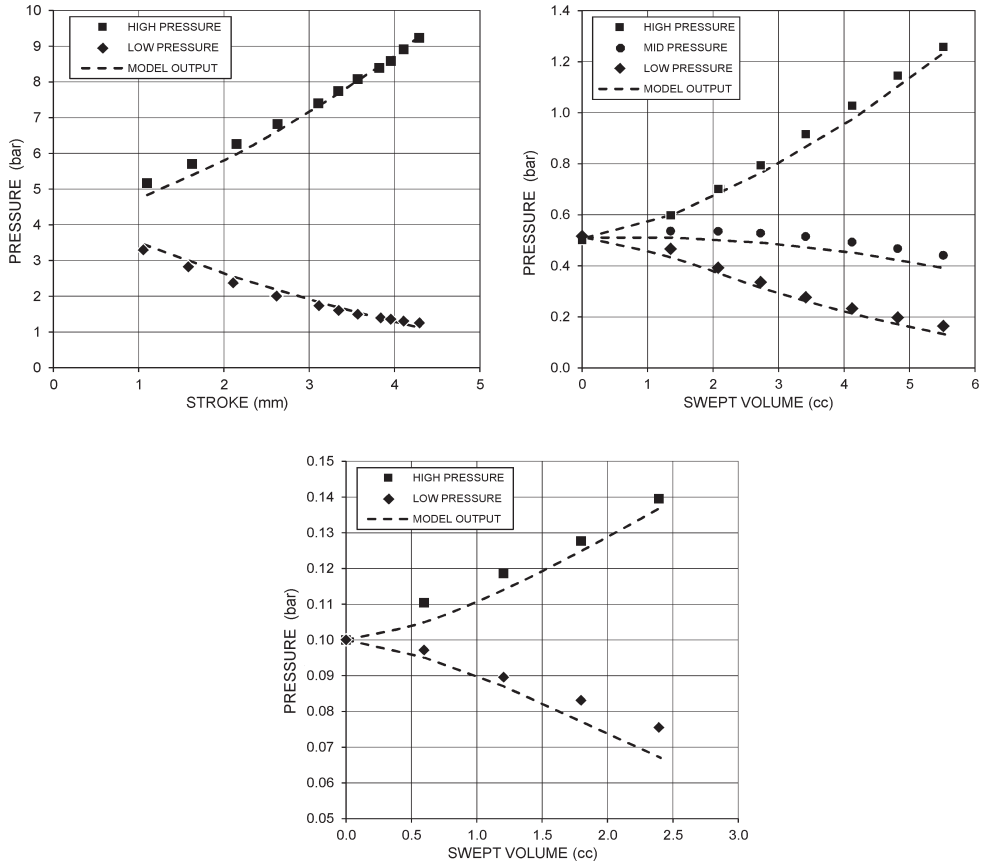 10
9
8
7
6
5
4
3
2
1
0
PRESSURE (bar)
HIGH PRESSURE
LOW PRESSURE
MODEL OUTPUT
0 1 2 3 4 5
STROKE (mm)
1.4
1.2
1.0
0.8
0.6
0.4
0.2
0.0
PRESSURE (bar)
HIGH PRESSURE
MID PRESSURE
LOW PRESSURE
MODEL OUTPUT
0 1 2 3 4 5 6
SWEPT VOLUME (cc)
0.15
0.14
0.13
0.12
0.11
0.10
0.09
0.08
0.07
0.06
0.05
PRESSURE (bar)
HIGH PRESSURE
LOW PRESSURE
MODEL OUTPUT
0.0 0.5 1.0 1.5 2.0 2.5 3.0
SWEPT VOLUME (cc)